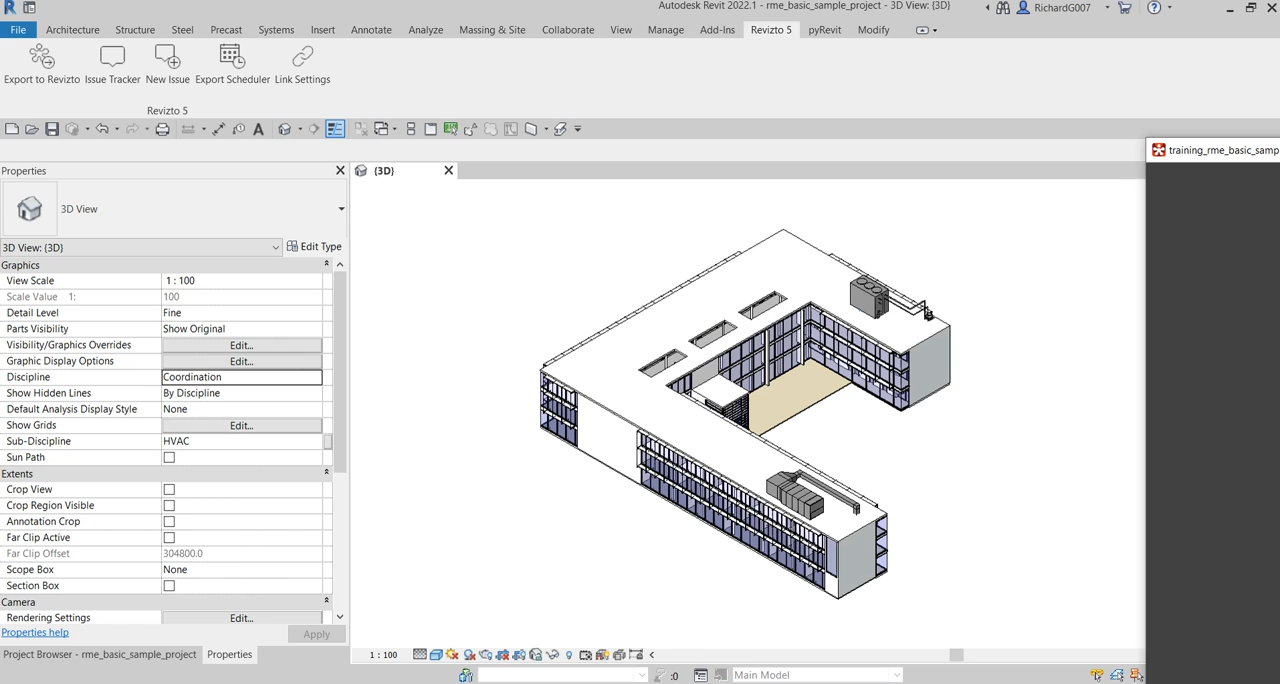 Autodesk Revit 2022.1 - rme_basic_sample_project - 3D View: {3D}
RichardG007
File Architecture Structure Steel Precast Systems Insert Annotate Analyze Massing & Site Collaborate View Manage Add-Ins Revizto 5 pyRevit Modify
Export to Revizto Issue Tracker New Issue Export Scheduler Link Settings
Revizto 5
training_rme_basic_samp
Properties
{3D}
3D View
3D View: {3D} Edit Type
Graphics
View Scale 1 : 100
Scale Value 1: 100
Detail Level Fine
Parts Visibility Show Original
Visibility/Graphics Overrides Edit...
Graphic Display Options Edit...
Discipline Coordination
Show Hidden Lines By Discipline
Default Analysis Display Style None
Show Grids Edit...
Sub-Discipline HVAC
Sun Path
Extents
Crop View
Crop Region Visible
Annotation Crop
Far Clip Active
Far Clip Offset 304800.0
Scope Box None
Section Box
Camera
Rendering Settings Edit...
Properties help Apply
Project Browser - rme_basic_sample_project Properties
1 : 100
:0 Main Model